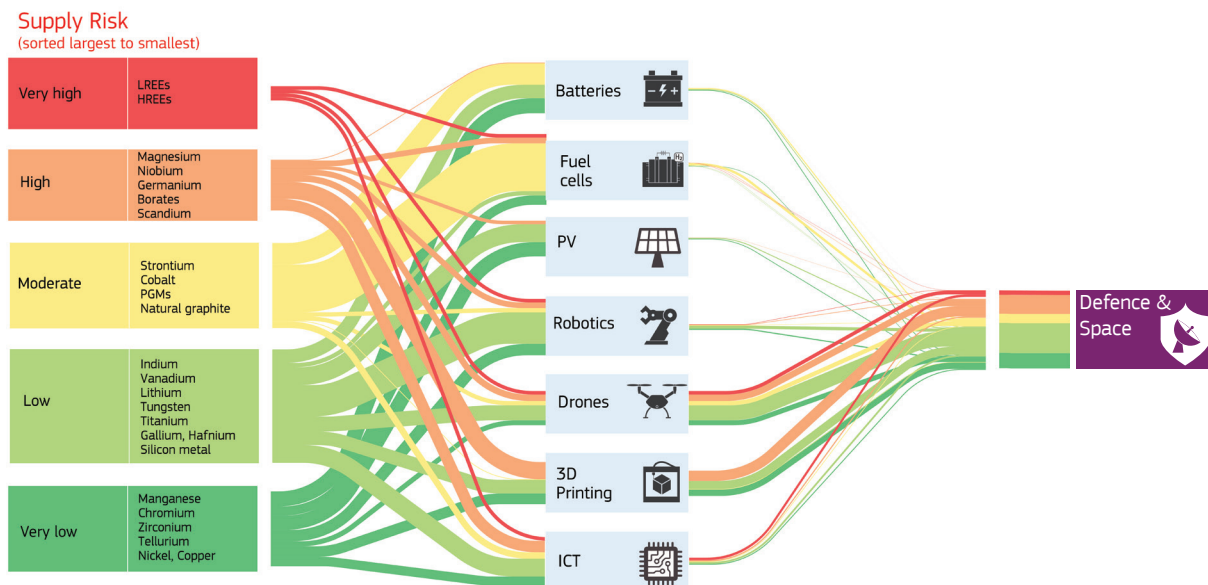 Supply Risk
(sorted largest to smallest)
Very high
LREEs
HREEs
High
Magnesium
Niobium
Germanium
Borates
Scandium
Moderate
Strontium
Cobalt
PGMs
Natural graphite
Low
Indium
Vanadium
Lithium
Tungsten
Titanium
Gallium, Hafnium
Silicon metal
Very low
Manganese
Chromium
Zirconium
Tellurium
Nickel, Copper
Batteries
Fuel
cells
H₂
PV
Robotics
Drones
3D
Printing
ICT
Defence &
Space